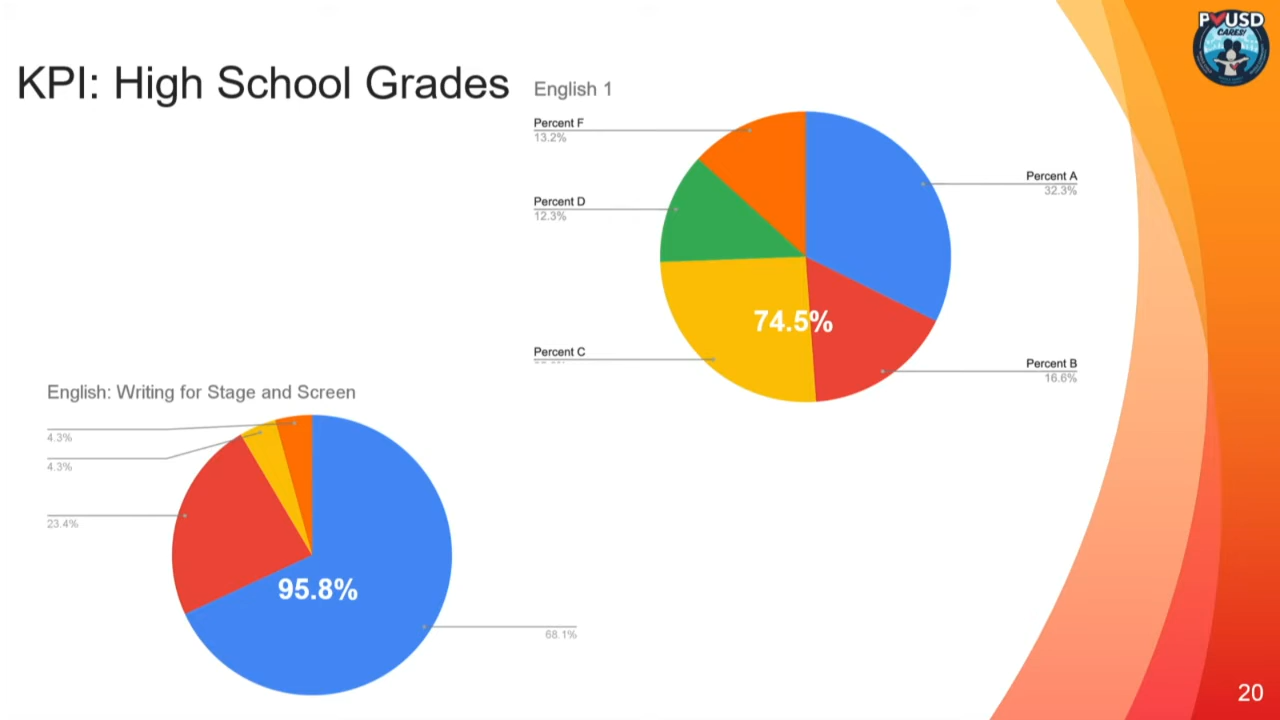 KPI: High School Grades
English 1
Percent F
13.2%
Percent A
32.3%
Percent D
12.3%
74.5%
Percent C
Percent B
16.6%
English: Writing for Stage and Screen
4.3%
4.3%
23.4%
95.8%
68.1%
20
P USD
CARES!